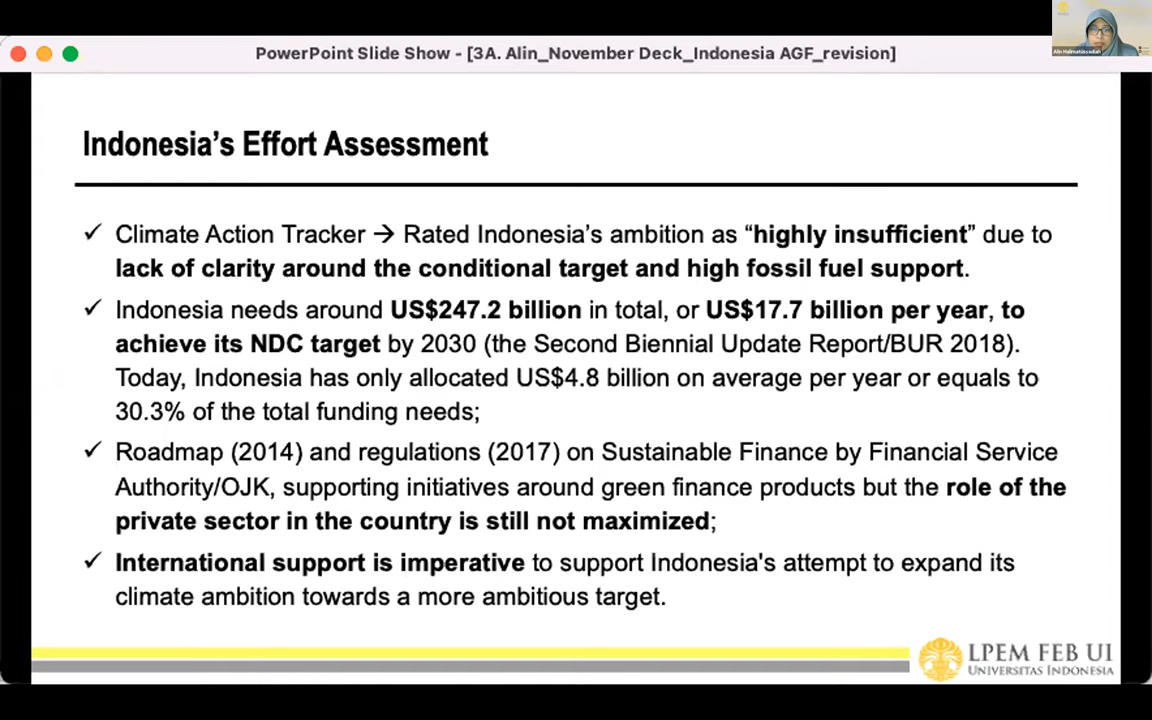 PowerPoint Slide Show - [3A. Alin_November Deck_Indonesia AGF_revision]
Alin Halimatussadiah
Indonesia’s Effort Assessment
✓ Climate Action Tracker → Rated Indonesia’s ambition as “highly insufficient” due to
lack of clarity around the conditional target and high fossil fuel support.
✓ Indonesia needs around US$247.2 billion in total, or US$17.7 billion per year, to
achieve its NDC target by 2030 (the Second Biennial Update Report/BUR 2018).
Today, Indonesia has only allocated US$4.8 billion on average per year or equals to
30.3% of the total funding needs;
✓ Roadmap (2014) and regulations (2017) on Sustainable Finance by Financial Service
Authority/OJK, supporting initiatives around green finance products but the role of the
private sector in the country is still not maximized;
✓ International support is imperative to support Indonesia's attempt to expand its
climate ambition towards a more ambitious target.
LPEM FEB UI
UNIVERSITAS INDONESIA